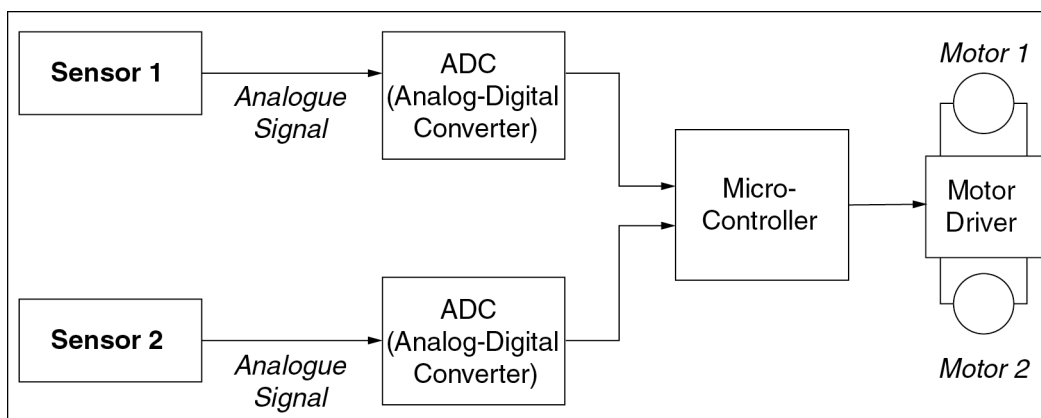 Sensor 1
Analogue
Signal
ADC
(Analog-Digital
Converter)
Sensor 2
Analogue
Signal
ADC
(Analog-Digital
Converter)
Micro-
Controller
Motor 1
Motor
Driver
Motor 2